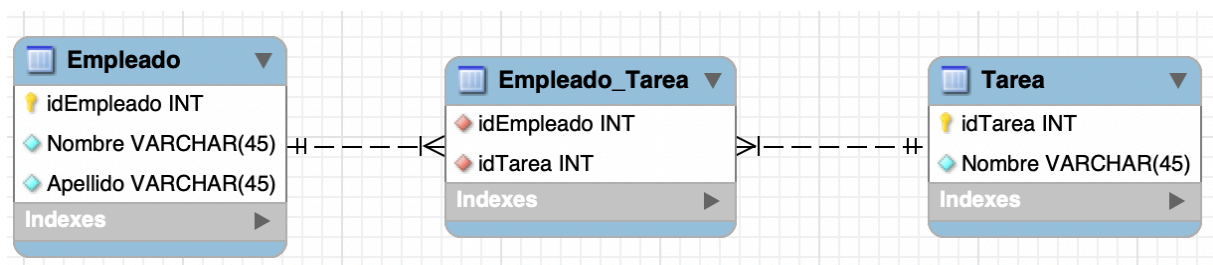 Empleado
idEmpleado INT
Nombre VARCHAR(45)
Apellido VARCHAR(45)
Indexes
Empleado_Tarea
idEmpleado INT
idTarea INT
Indexes
Tarea
idTarea INT
Nombre VARCHAR(45)
Indexes